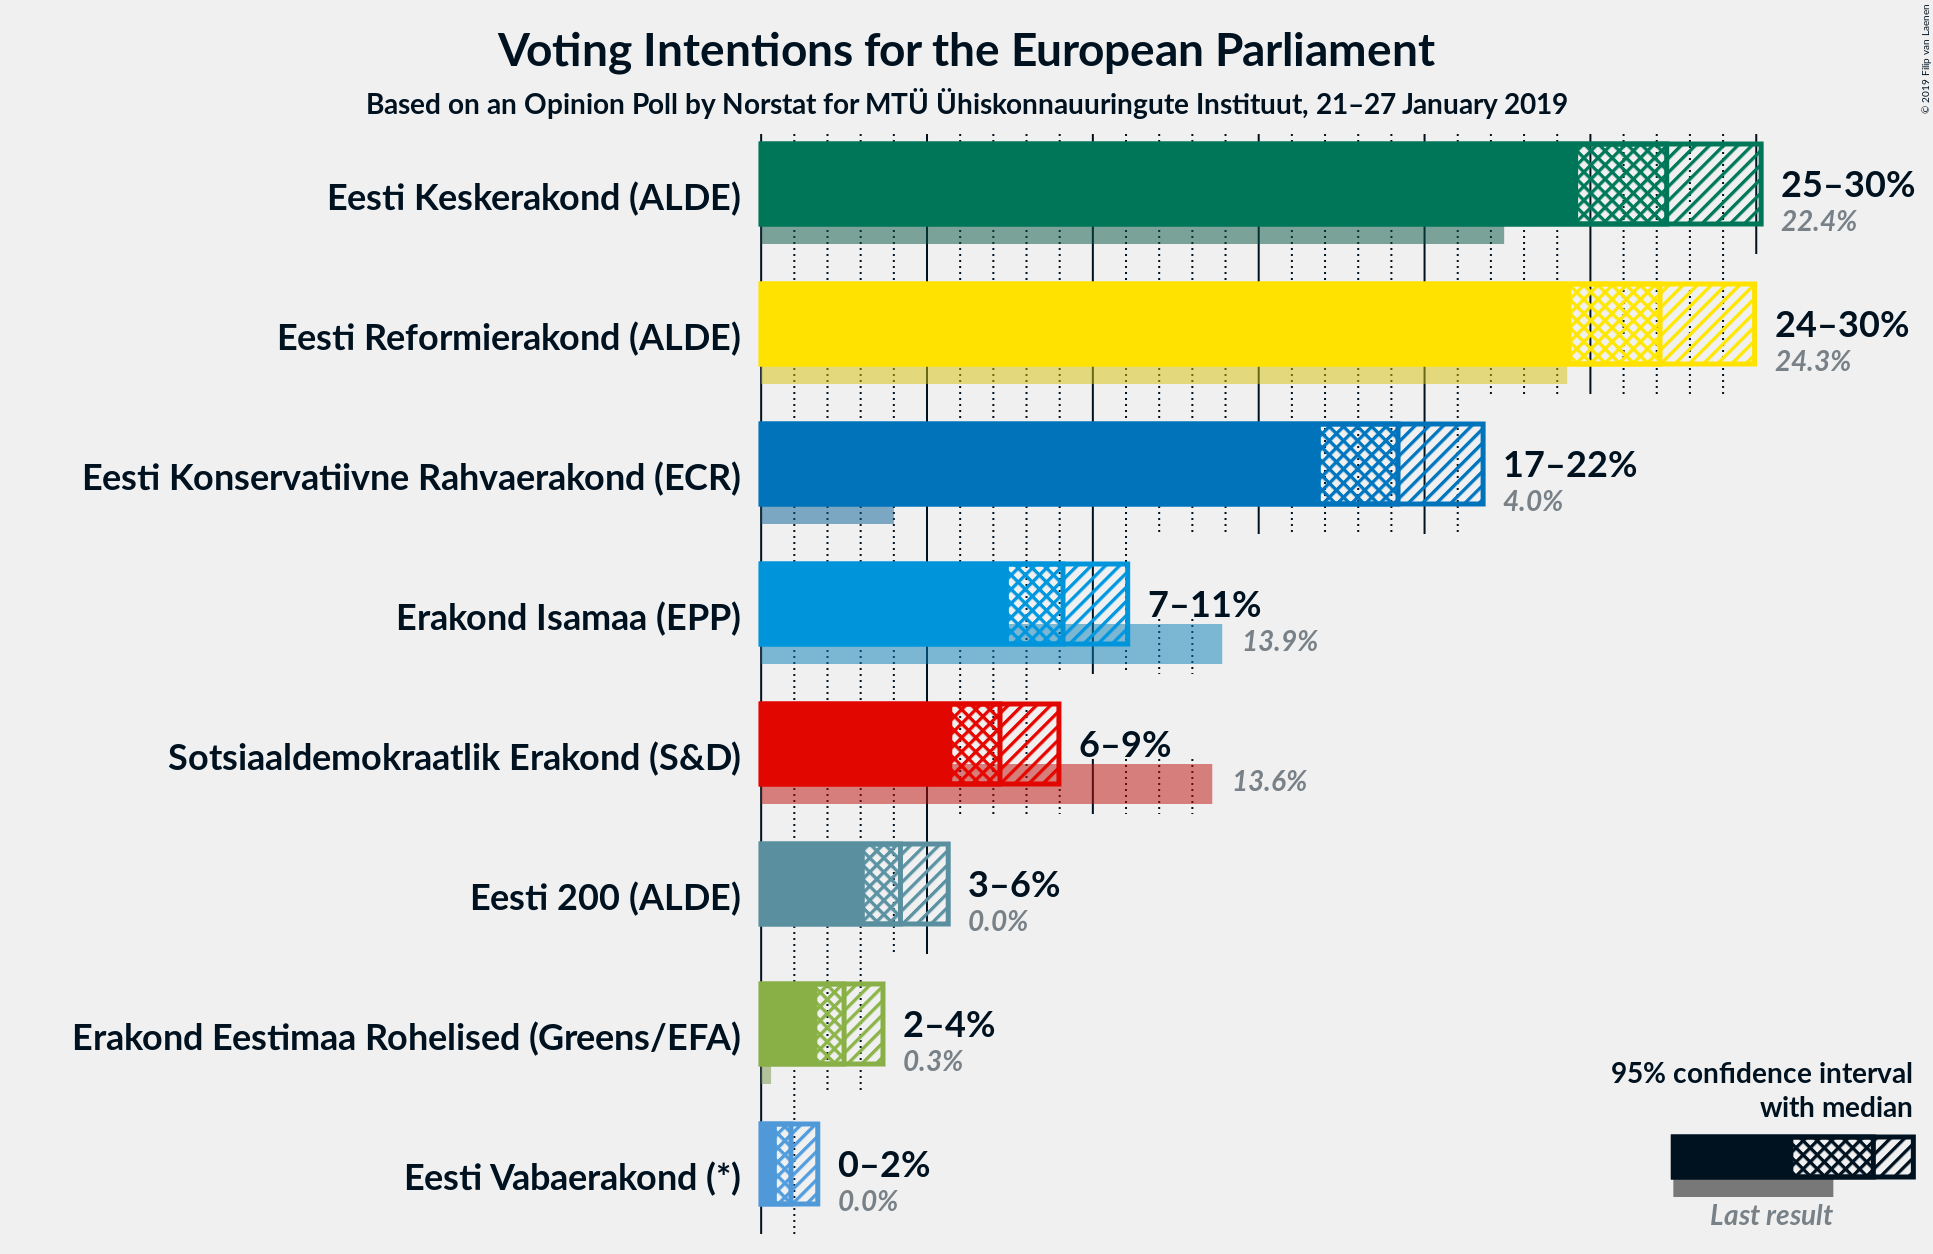 Voting Intentions for the European Parliament
Based on an Opinion Poll by Norstat for MTÜ Ühiskonnauuringute Instituut, 21–27 January 2019
© 2019 Filip van Laenen
Eesti Keskerakond (ALDE)
25–30%
22.4%
Eesti Reformierakond (ALDE)
24–30%
24.3%
Eesti Konservatiivne Rahvaerakond (ECR)
17–22%
4.0%
Erakond Isamaa (EPP)
7–11%
13.9%
Sotsiaaldemokraatlik Erakond (S&D)
6–9%
13.6%
Eesti 200 (ALDE)
3–6%
0.0%
Erakond Eestimaa Rohelised (Greens/EFA)
2–4%
0.3%
Eesti Vabaerakond (*)
0–2%
0.0%
95% confidence interval
with median
Last result